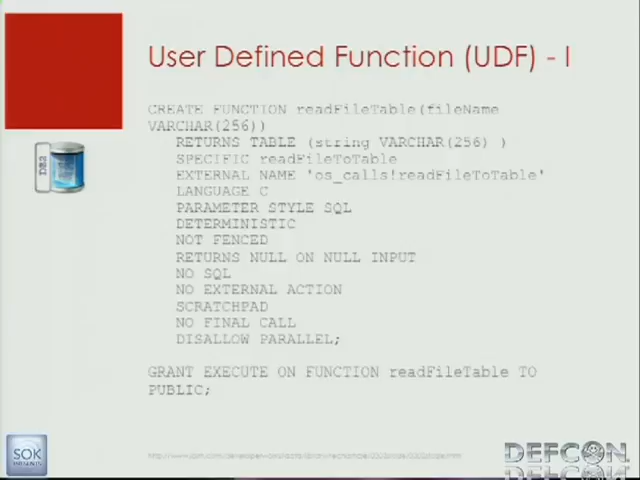 User Defined Function (UDF) - I
CREATE FUNCTION readFileTable(fileName
VARCHAR(256))
RETURNS TABLE (string VARCHAR(256) )
SPECIFIC readFileToTable
EXTERNAL NAME 'os_calls!readFileToTable'
LANGUAGE C
PARAMETER STYLE SQL
DETERMINISTIC
NOT FENCED
RETURNS NULL ON NULL INPUT
NO SQL
NO EXTERNAL ACTION
SCRATCHPAD
NO FINAL CALL
DISALLOW PARALLEL;
GRANT EXECUTE ON FUNCTION readFileTable TO
PUBLIC;
DB2
SOK
DEFCON